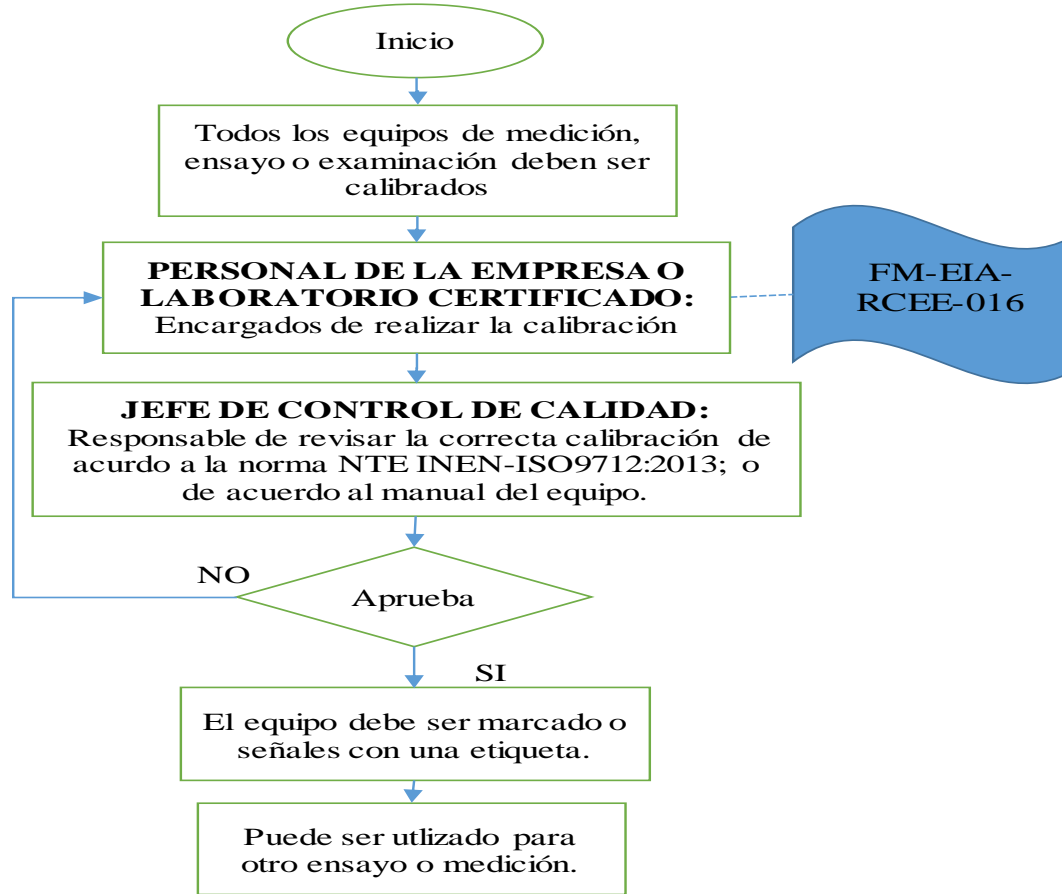 Inicio
Todos los equipos de medición,
ensayo o examinación deben ser
calibrados
PERSONAL DE LA EMPRESA O
LABORATORIO CERTIFICADO:
Encargados de realizar la calibración
FM-EIA-
RCEE-016
JEFE DE CONTROL DE CALIDAD:
Responsable de revisar la correcta calibración de
acurdo a la norma NTE INEN-ISO9712:2013; o
de acuerdo al manual del equipo.
NO
Aprueba
SI
El equipo debe ser marcado o
señales con una etiqueta.
Puede ser utlizado para
otro ensayo o medición.